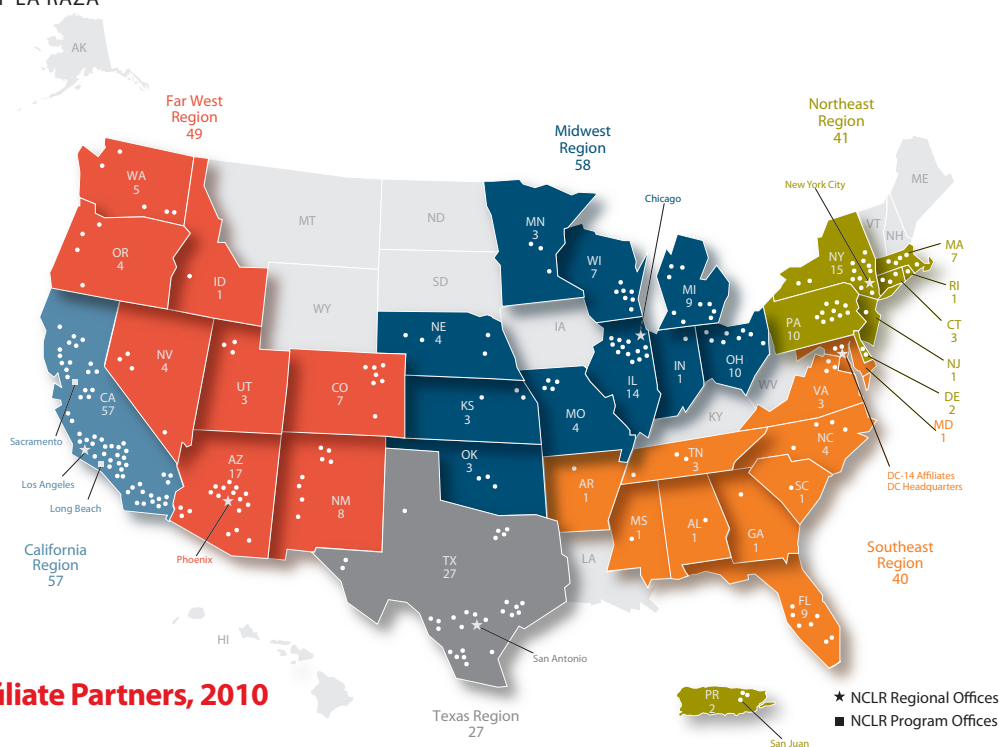 LA RAZA
AK
Far West
Region
49
Midwest
Region
58
Northeast
Region
41
New York City
Chicago
ME
WA
5
MT
ND
MN
3
VT
NH
MA
7
OR
4
ID
1
SD
WI
7
MI
9
NY
15
RI
1
WY
IA
PA
10
CT
3
NE
4
NV
4
UT
3
CO
7
IL
14
IN
1
OH
10
NJ
1
WV
DE
2
CA
57
KS
3
MO
4
KY
VA
3
MD
1
Sacramento
NC
4
OK
3
TN
3
AZ
17
Los Angeles
AR
1
SC
1
DC-14 Affiliates
DC Headquarters
NM
8
Long Beach
MS
1
AL
1
GA
1
California
Region
57
Phoenix
TX
27
LA
Southeast
Region
40
FL
9
HI
San Antonio
iliate Partners, 2010
PR
2
NCLR Regional Offices
NCLR Program Offices
Texas Region
27
San Juan